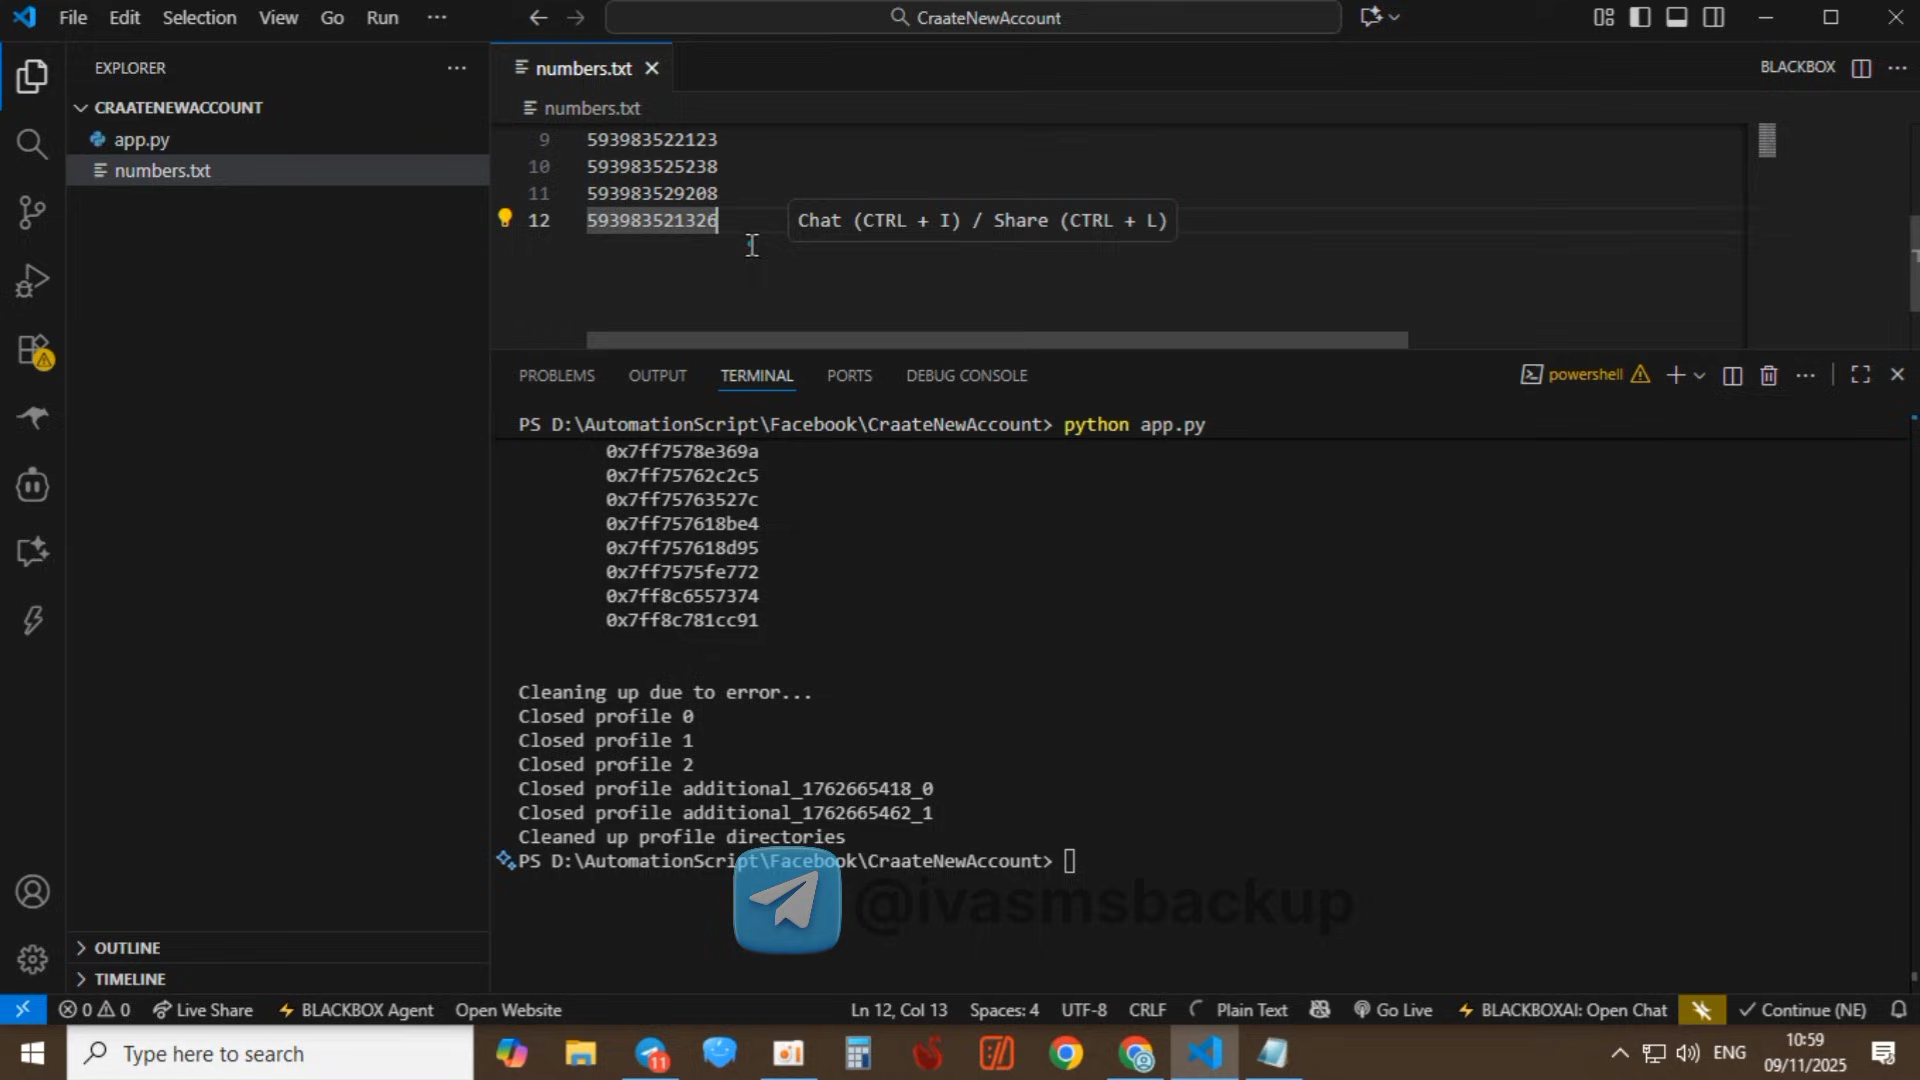 File Edit Selection View Go Run ...
CraateNewAccount
EXPLORER
numbers.txt
BLACKBOX
CRAATENEWACCOUNT
numbers.txt
app.py
numbers.txt
9 593983522123
10 593983525238
11 593983529208
12 593983521326
Chat (CTRL + I) / Share (CTRL + L)
PROBLEMS OUTPUT TERMINAL PORTS DEBUG CONSOLE
powershell
PS D:\AutomationScript\Facebook\CraateNewAccount> python app.py
0x7ff7578e369a
0x7ff75762c2c5
0x7ff75763527c
0x7ff757618be4
0x7ff757618d95
0x7ff7575fe772
0x7ff8c6557374
0x7ff8c781cc91
Cleaning up due to error...
Closed profile 0
Closed profile 1
Closed profile 2
Closed profile additional_1762665418_0
Closed profile additional_1762665462_1
Cleaned up profile directories
PS D:\AutomationScript\Facebook\CraateNewAccount>
@ivasmsbackup
OUTLINE
TIMELINE
0 0 Live Share BLACKBOX Agent Open Website Ln 12, Col 13 Spaces: 4 UTF-8 CRLF Plain Text Go Live BLACKBOXAI: Open Chat Continue (NE)
Type here to search
11
ENG
10:59
09/11/2025